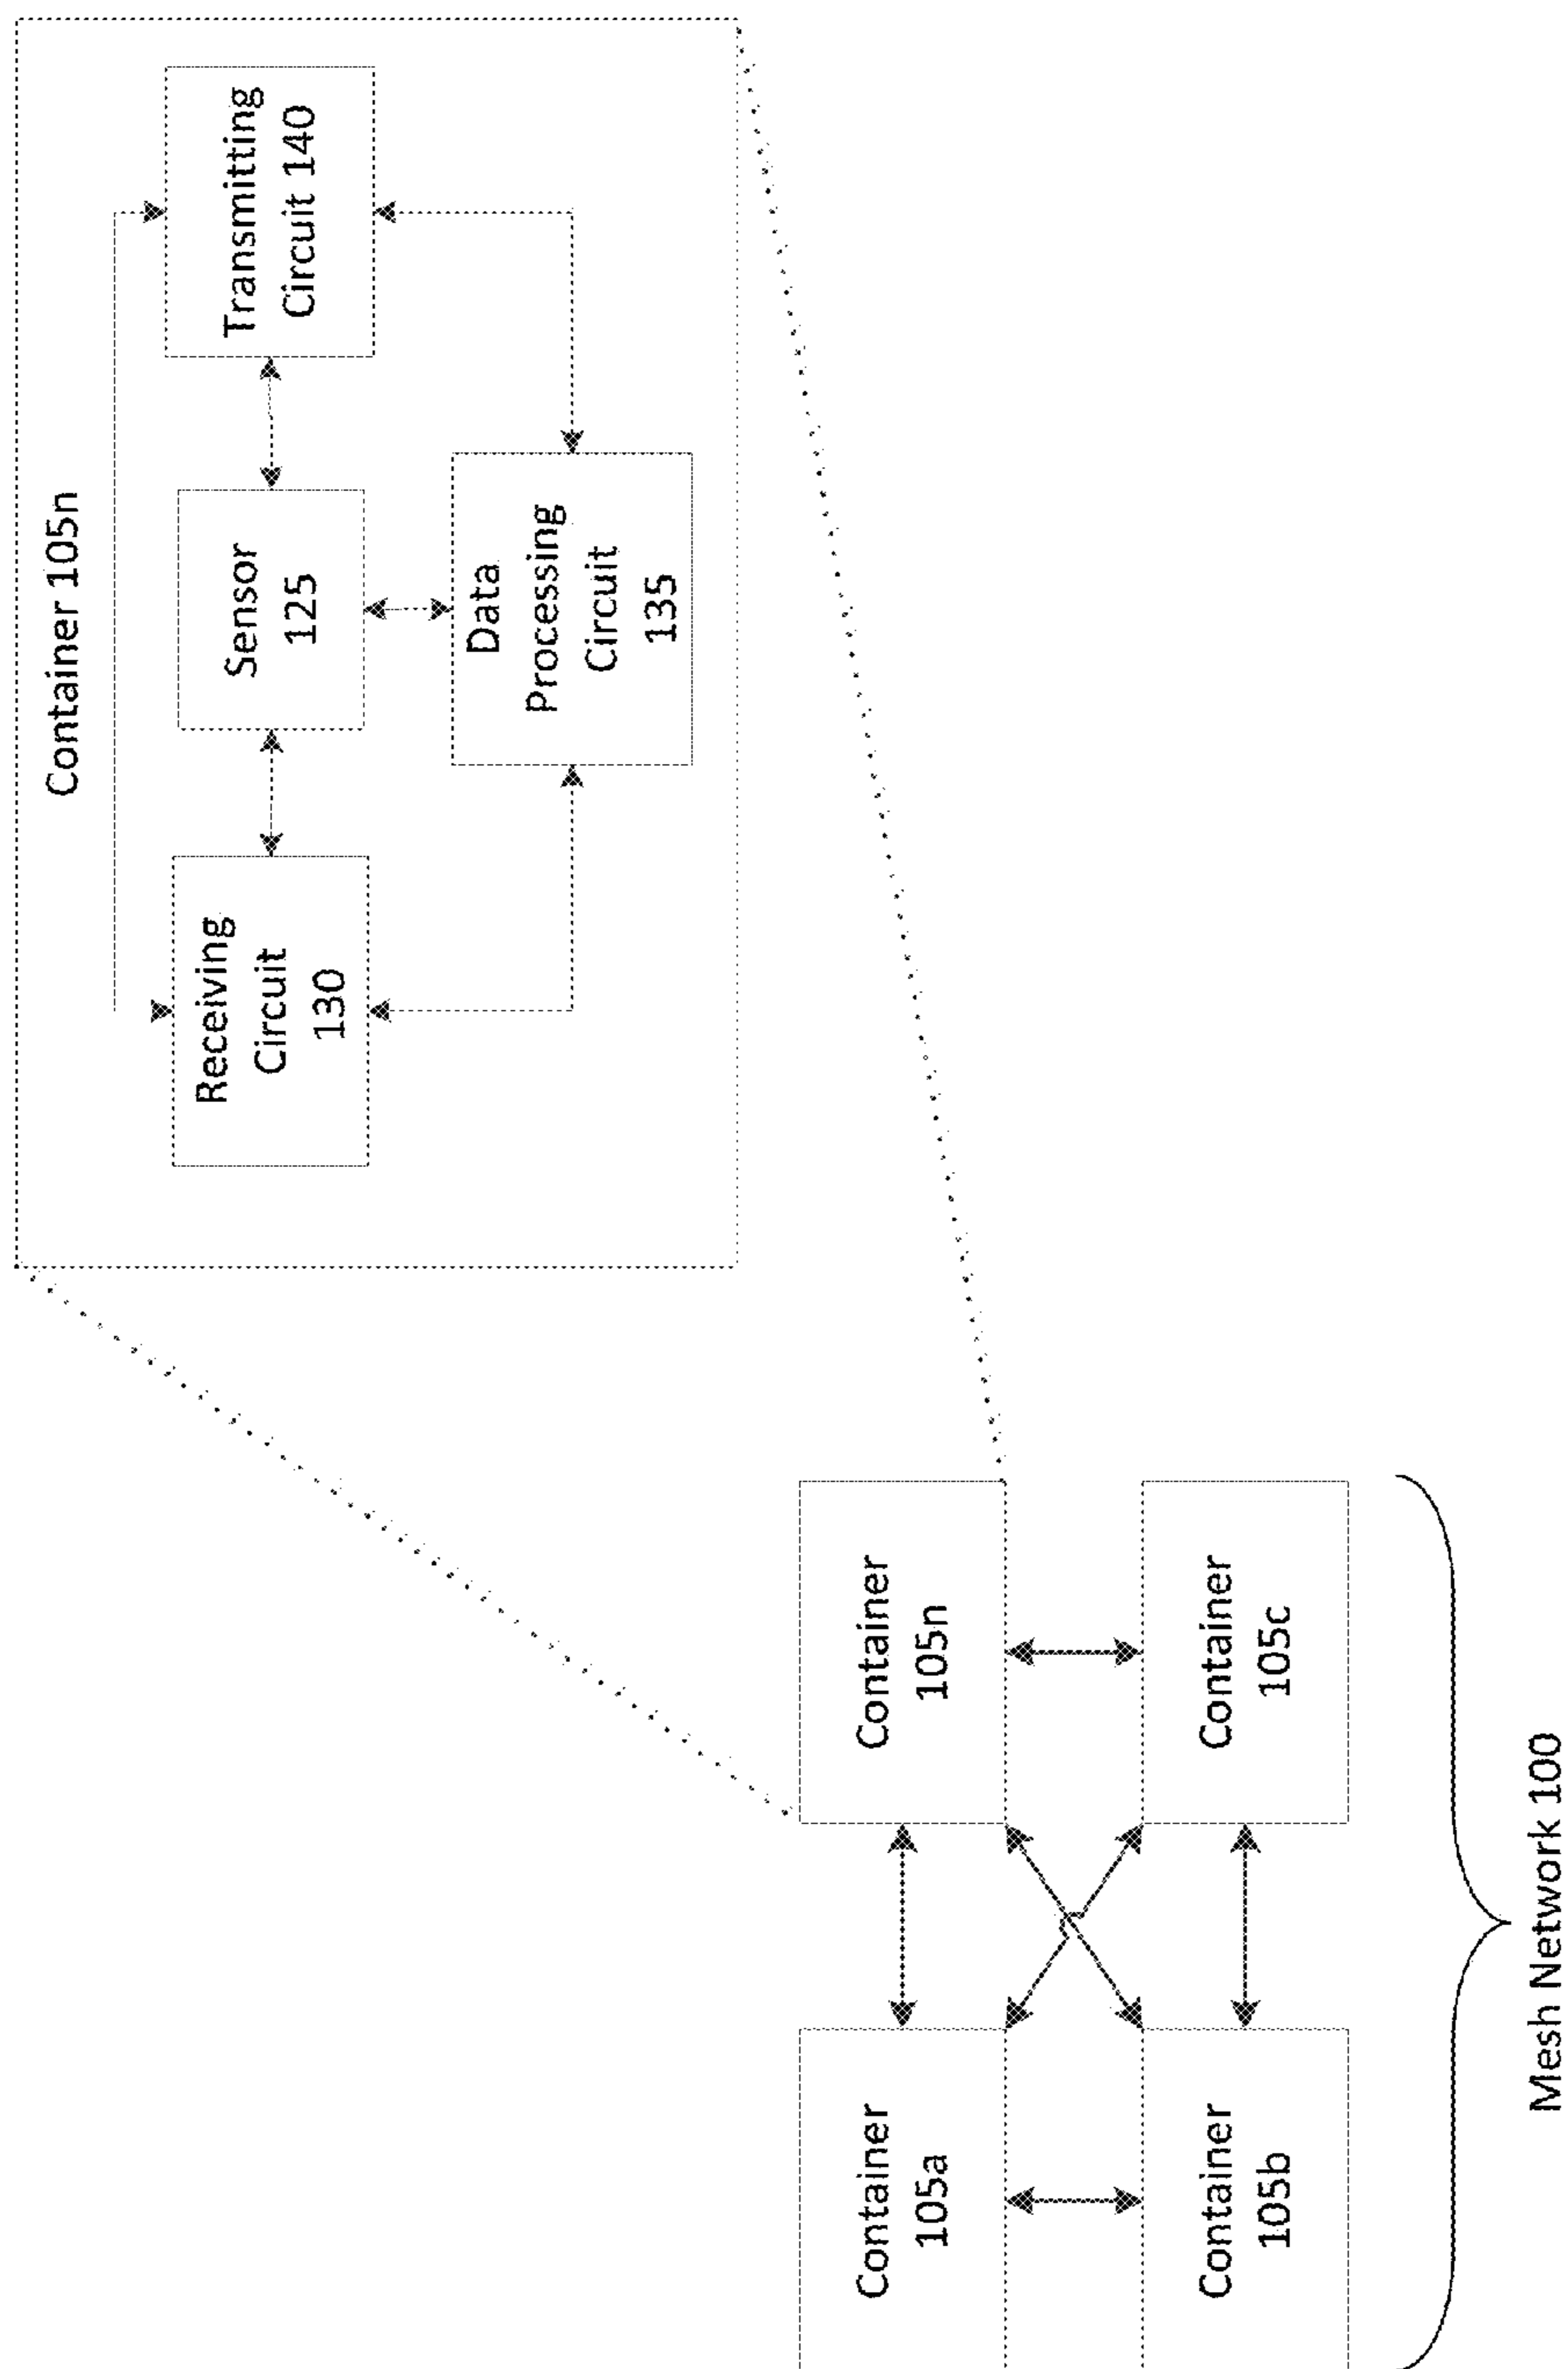 Container 105n
Receiving
Circuit
130
Sensor
125
Transmitting
Circuit 140
Data
Processing
Circuit
135
Container
105a
Container
105n
Container
105b
Container
105c
Mesh Network 100